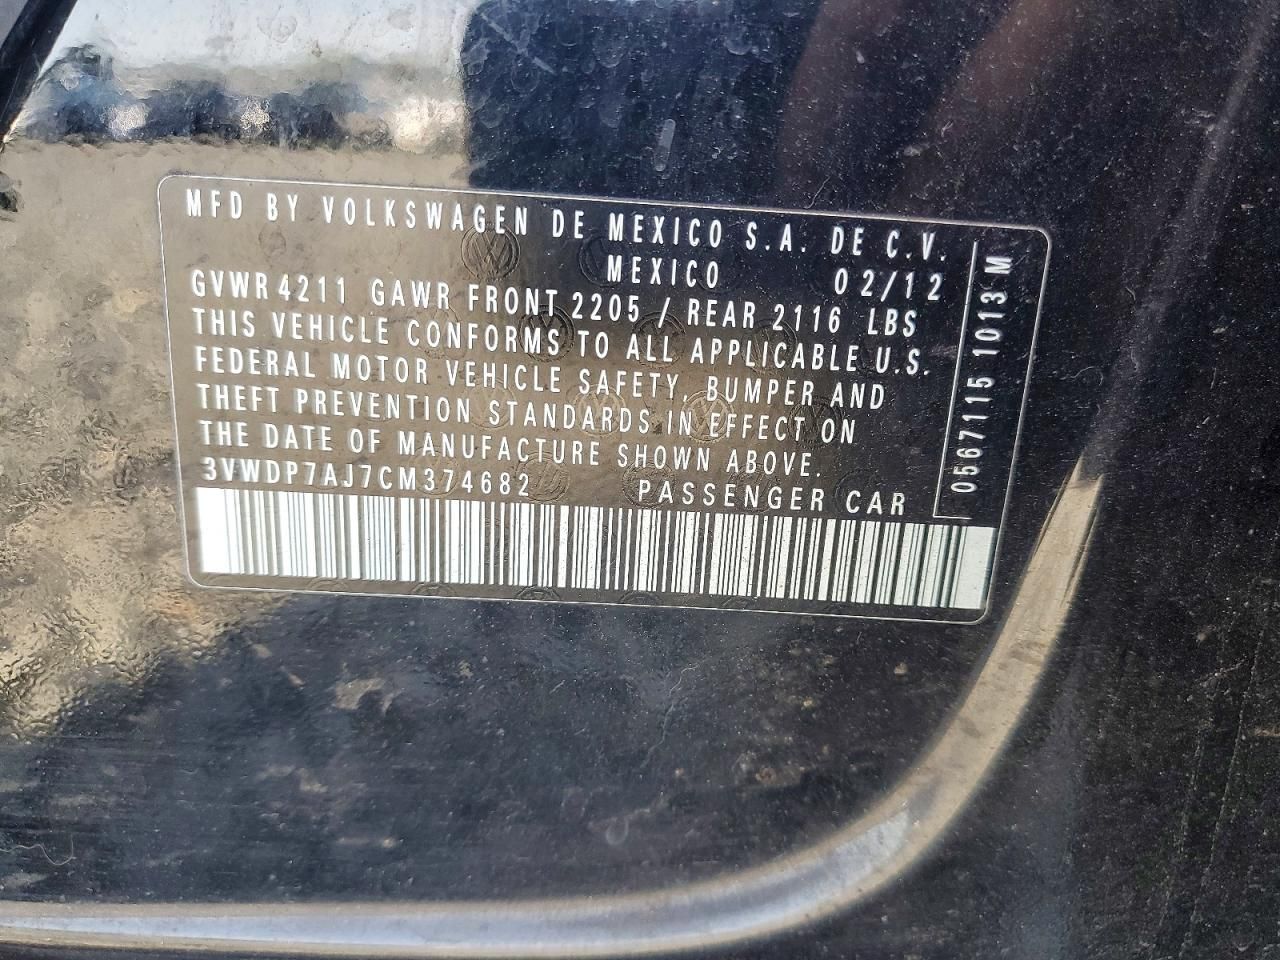 MFD BY VOLKSWAGEN DE MEXICO S.A. DE C.V.
MEXICO 02/12
GVWR 4211 GAWR FRONT 2205 / REAR 2116 LBS
THIS VEHICLE CONFORMS TO ALL APPLICABLE U.S.
FEDERAL MOTOR VEHICLE SAFETY, BUMPER AND
THEFT PREVENTION STANDARDS IN EFFECT ON
THE DATE OF MANUFACTURE SHOWN ABOVE.
3VWDP7AJ7CM374682 PASSENGER CAR
0567115 1013 M